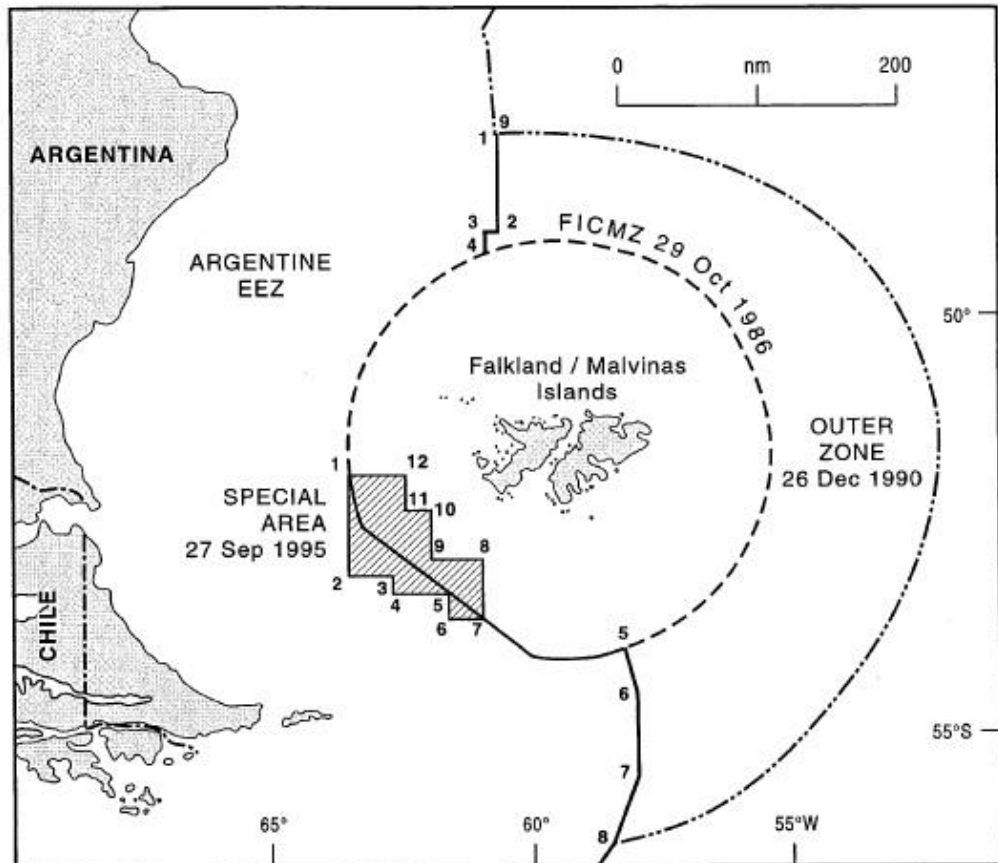 0 nm 200
9
1
ARGENTINA
3 2
4
FICMZ 29 Oct 1986
ARGENTINE
EEZ
50°
Falkland / Malvinas
Islands
OUTER
ZONE
26 Dec 1990
1 12
SPECIAL
AREA
27 Sep 1995
11 10
9 8
2 3
4 5
6 7
5
CHILE
6
55°S
7
65° 60° 55°W
8